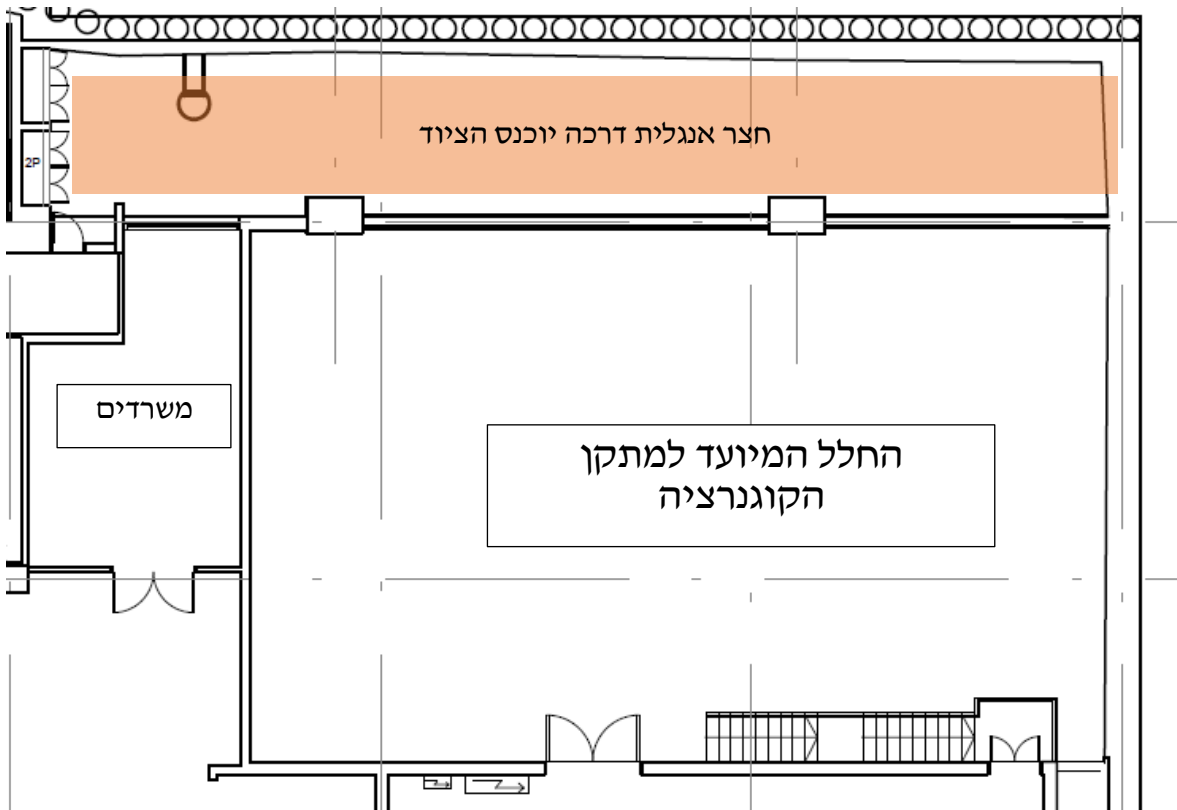 חצר אנגלית דרכה יוכנס הציוד
2P
משרדים
החלל המיועד למתקן
הקוגנרציה